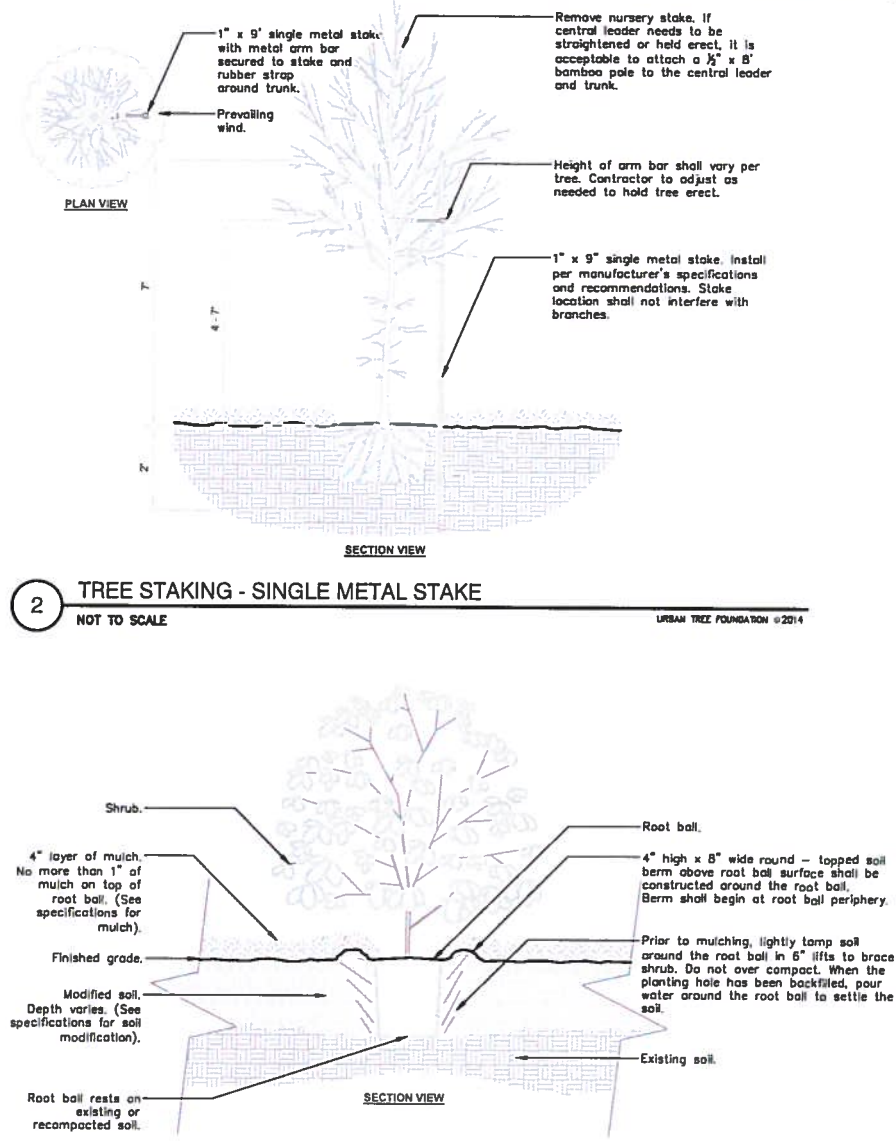 1" x 9' single metal stake
with metal arm bar
secured to stake and
rubber strap
around trunk.
Prevailing
wind.
PLAN VIEW
Remove nursery stake. If
central leader needs to be
straightened or held erect, it is
acceptable to attach a ½" x 8'
bamboo pole to the central leader
and trunk.
Height of arm bar shall vary per
tree. Contractor to adjust as
needed to hold tree erect.
1" x 9" single metal stake. Install
per manufacturer's specifications
and recommendations. Stake
location shall not interfere with
branches.
7'
4-7'
2'
SECTION VIEW
2
TREE STAKING - SINGLE METAL STAKE
NOT TO SCALE
URBAN TREE FOUNDATION ©2014
Shrub.
4" layer of mulch.
No more than 1" of
mulch on top of
root ball. (See
specifications for
mulch).
Finished grade.
Modified soil.
Depth varies. (See
specifications for soil
modification).
Root ball rests on
existing or
recompacted soil.
Root ball.
4" high x 8" wide round - topped soil
berm above root ball surface shall be
constructed around the root ball.
Berm shall begin at root ball periphery.
Prior to mulching, lightly tamp soil
around the root ball in 6" lifts to brace
shrub. Do not over compact. When the
planting hole has been backfilled, pour
water around the root ball to settle the
soil.
Existing soil.
SECTION VIEW